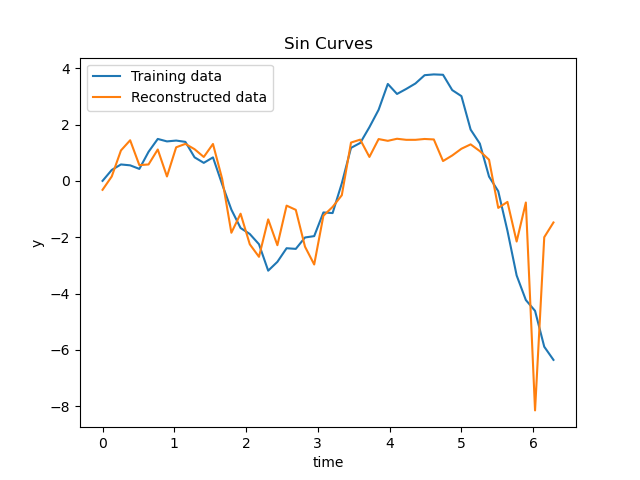 Sin Curves
Training data
Reconstructed data
4
2
0
−2
−4
−6
−8
y
0 1 2 3 4 5 6
time